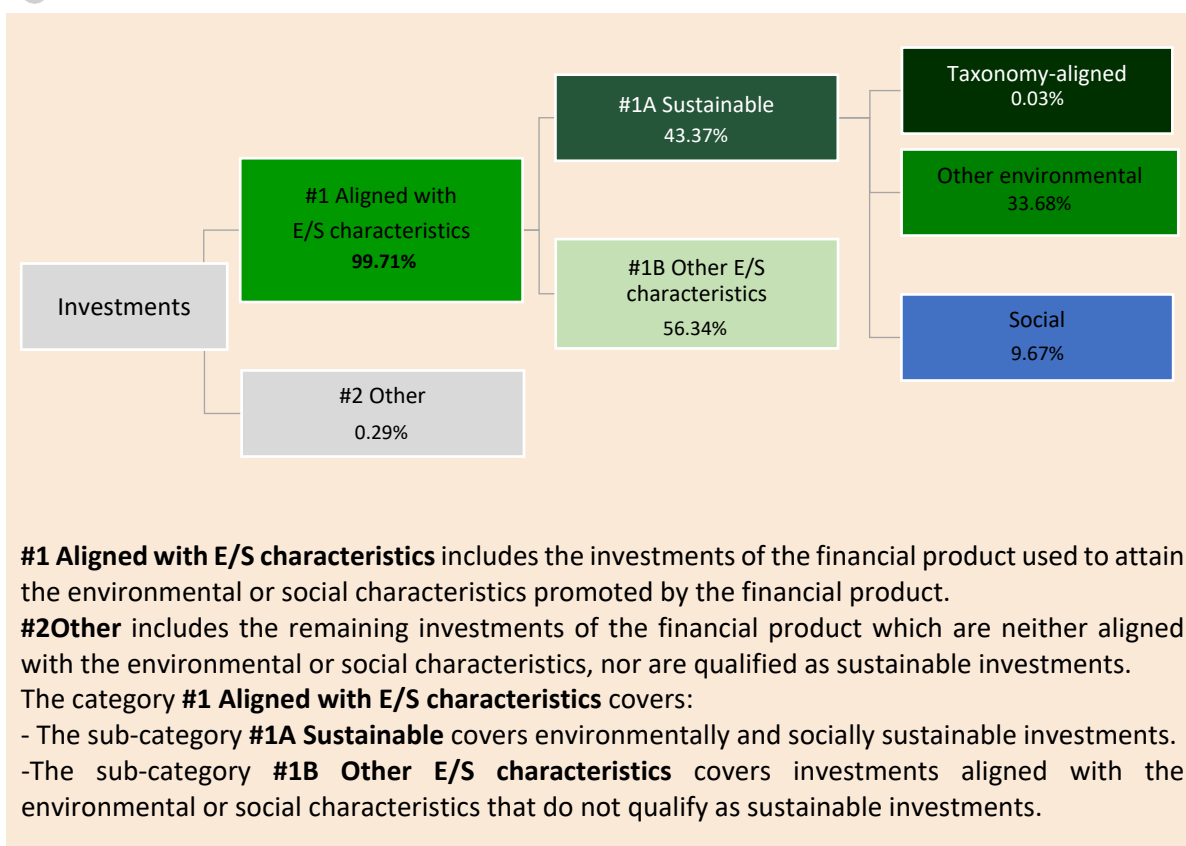 Investments
#1 Aligned with
E/S characteristics
99.71%
#2 Other
0.29%
#1A Sustainable
43.37%
#1B Other E/S
characteristics
56.34%
Taxonomy-aligned
0.03%
Other environmental
33.68%
Social
9.67%
#1 Aligned with E/S characteristics includes the investments of the financial product used to attain
the environmental or social characteristics promoted by the financial product.
#2Other includes the remaining investments of the financial product which are neither aligned
with the environmental or social characteristics, nor are qualified as sustainable investments.
The category #1 Aligned with E/S characteristics covers:
- The sub-category #1A Sustainable covers environmentally and socially sustainable investments.
-The sub-category #1B Other E/S characteristics covers investments aligned with the
environmental or social characteristics that do not qualify as sustainable investments.